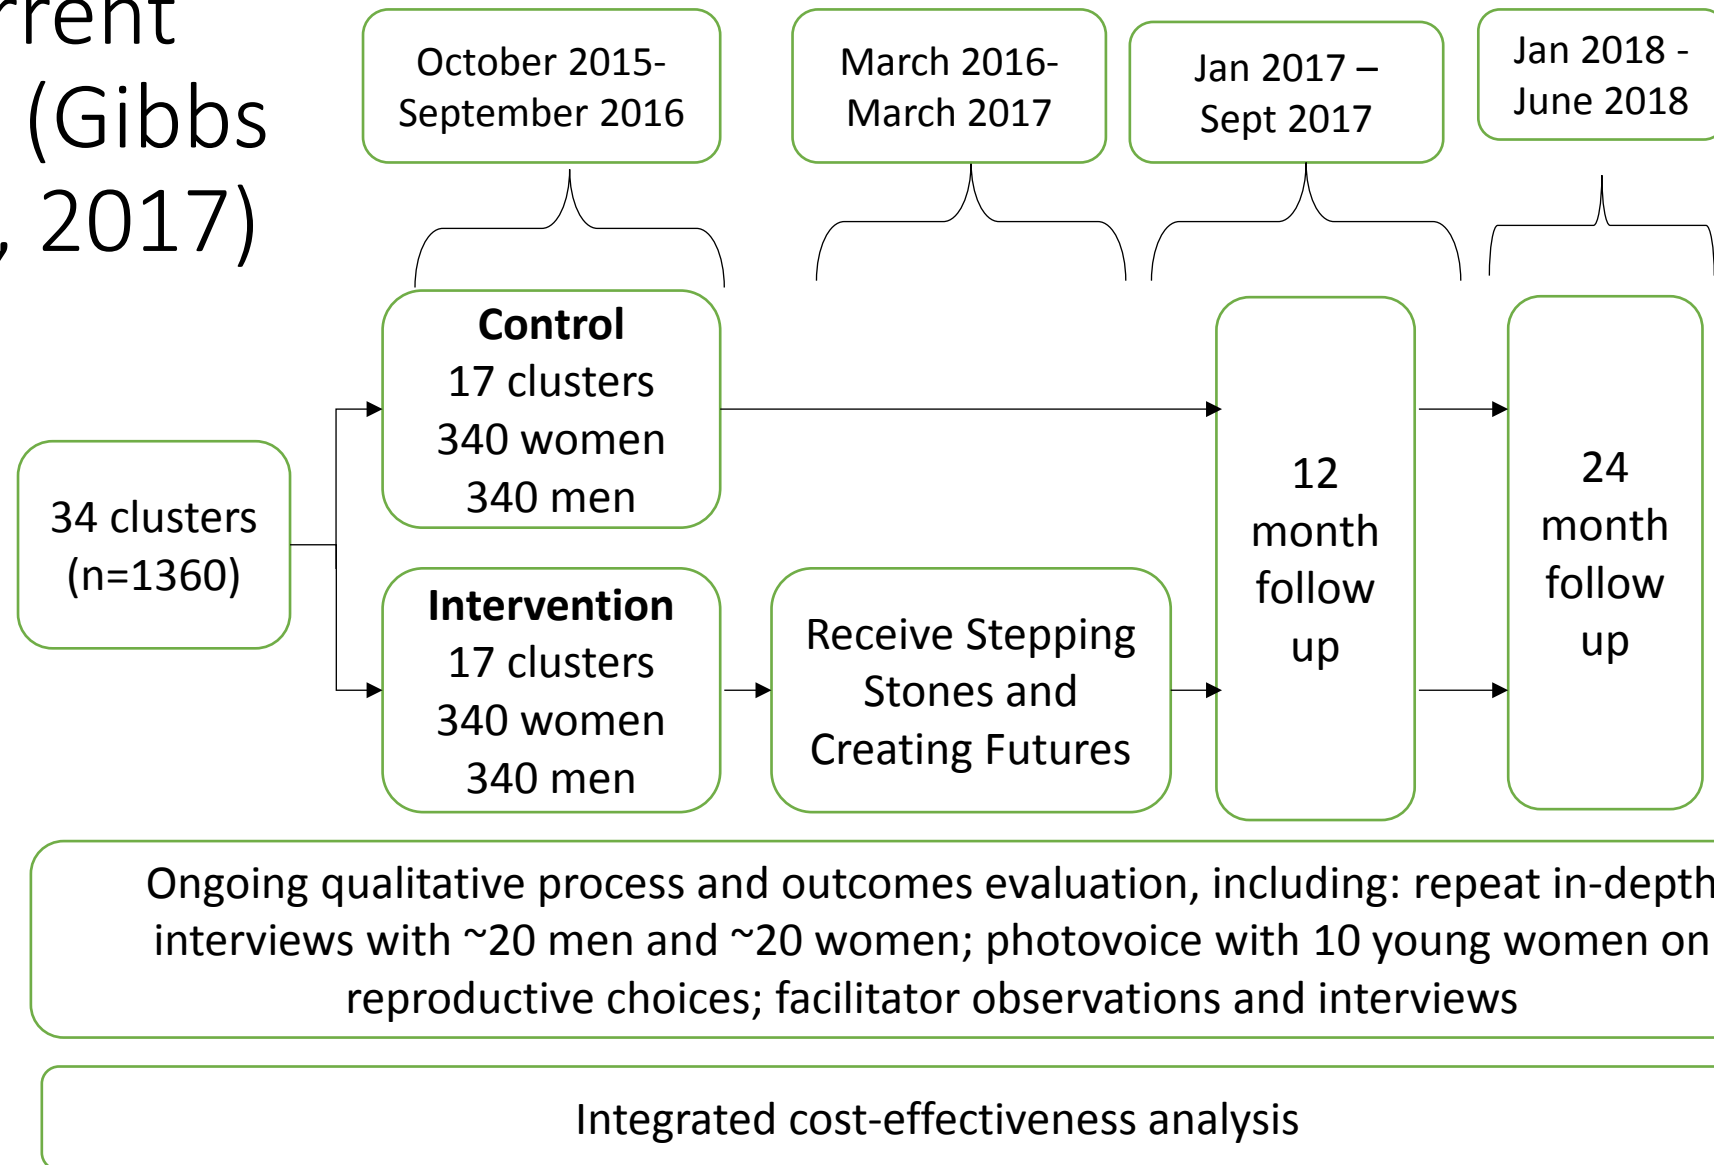 (Gibbs
, 2017)
October 2015-
September 2016
March 2016-
March 2017
Jan 2017 –
Sept 2017
Jan 2018 -
June 2018
34 clusters
(n=1360)
Control
17 clusters
340 women
340 men
Intervention
17 clusters
340 women
340 men
Receive Stepping
Stones and
Creating Futures
12
month
follow
up
24
month
follow
up
Ongoing qualitative process and outcomes evaluation, including: repeat in-depth
interviews with ~20 men and ~20 women; photovoice with 10 young women on
reproductive choices; facilitator observations and interviews
Integrated cost-effectiveness analysis